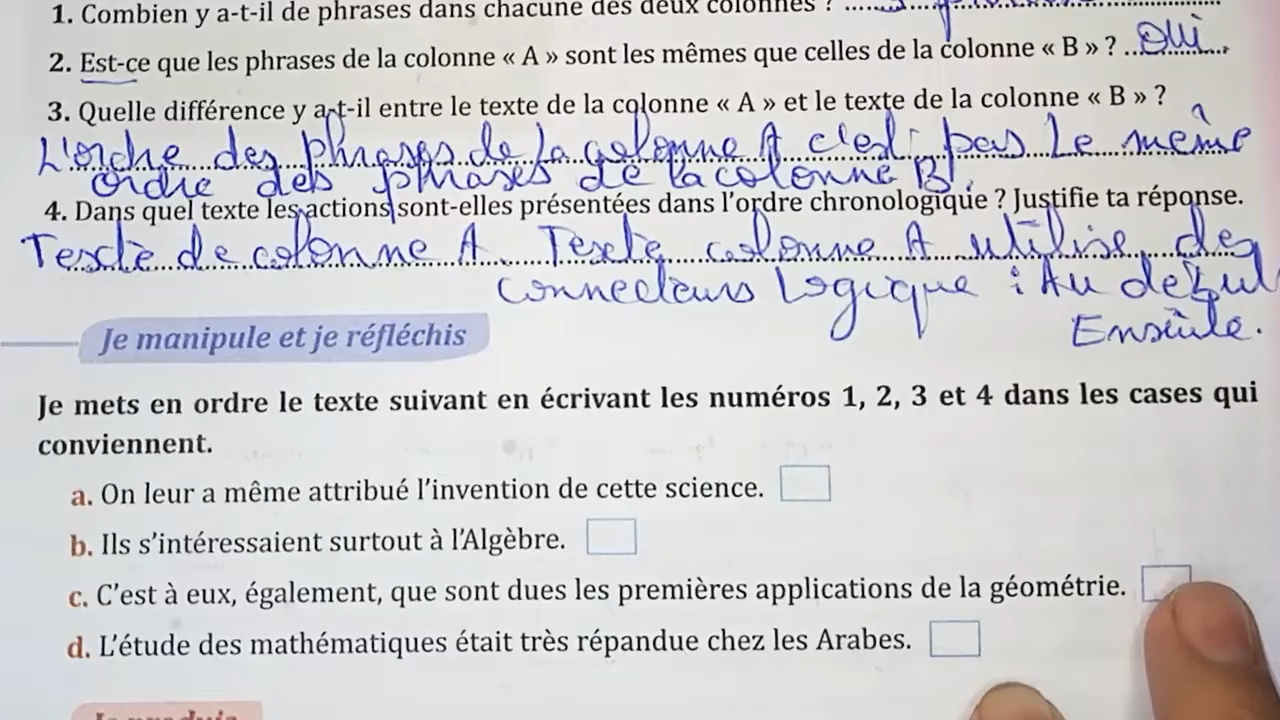 1. Combien y a-t-il de phrases dans chacune des deux colonnes ?
2. Est-ce que les phrases de la colonne « A » sont les mêmes que celles de la colonne « B » ? Oui
3. Quelle différence y a-t-il entre le texte de la colonne « A » et le texte de la colonne « B » ?
L'ordre des phrases de la colonne A c'est pas le même
ordre des phrases de la colonne B.
4. Dans quel texte les actions sont-elles présentées dans l'ordre chronologique ? Justifie ta réponse.
Texte de colonne A. Texte colonne A utilise des
connecteurs logique : Au début
Ensuite.
Je manipule et je réfléchis
Je mets en ordre le texte suivant en écrivant les numéros 1, 2, 3 et 4 dans les cases qui
conviennent.
a. On leur a même attribué l'invention de cette science.
b. Ils s'intéressaient surtout à l'Algèbre.
c. C'est à eux, également, que sont dues les premières applications de la géométrie.
d. L'étude des mathématiques était très répandue chez les Arabes.